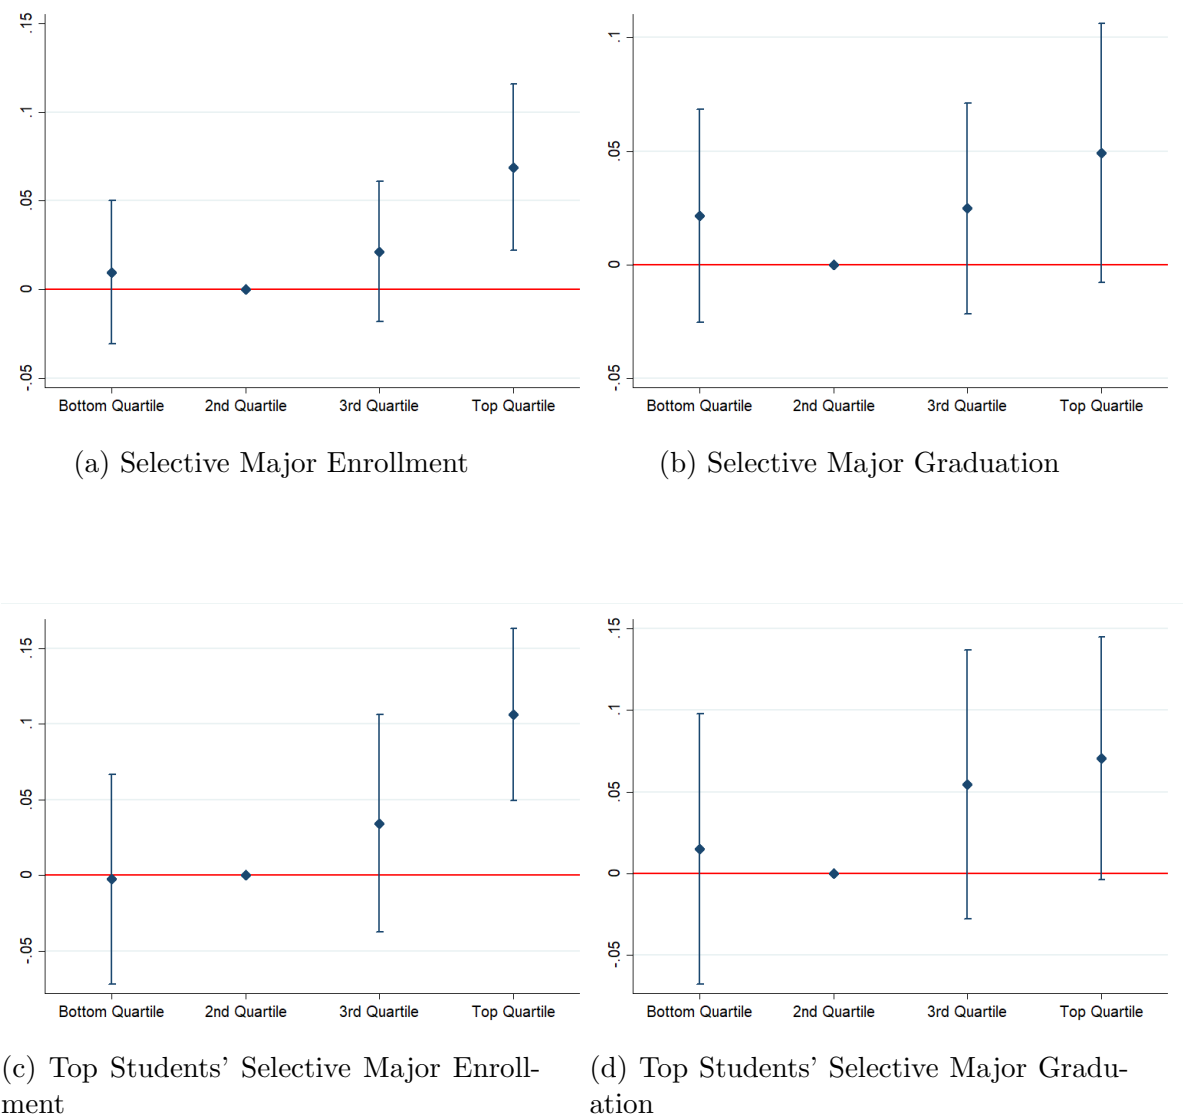 .15
.1
.05
0
-.05
Bottom Quartile 2nd Quartile 3rd Quartile Top Quartile
(a) Selective Major Enrollment
.1
.05
0
-.05
Bottom Quartile 2nd Quartile 3rd Quartile Top Quartile
(b) Selective Major Graduation
.15
.1
.05
0
-.05
Bottom Quartile 2nd Quartile 3rd Quartile Top Quartile
(c) Top Students’ Selective Major Enroll-
ment
.15
.1
.05
0
-.05
Bottom Quartile 2nd Quartile 3rd Quartile Top Quartile
(d) Top Students’ Selective Major Gradu-
ation